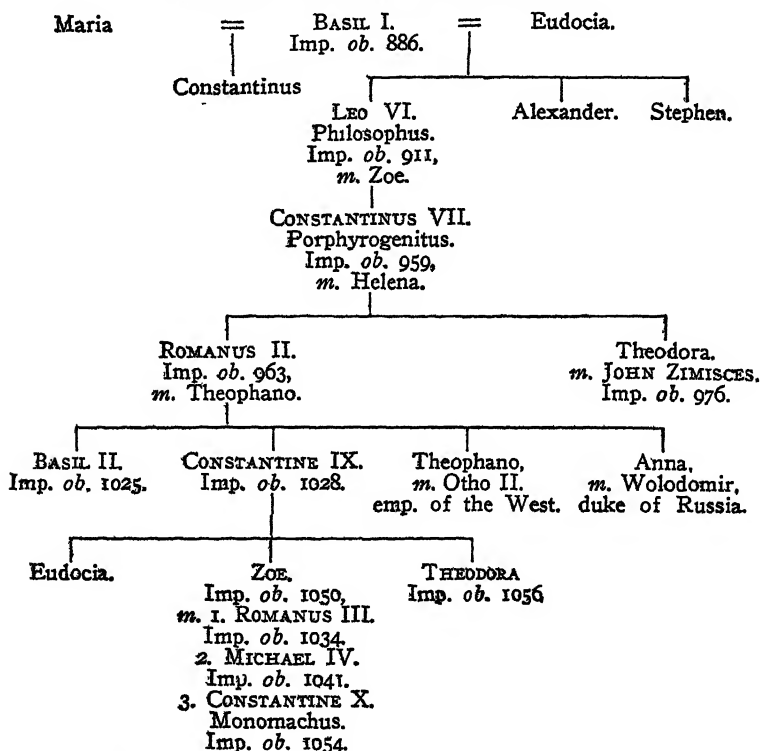 Maria = BASIL I. = Eudocia.
Imp. ob. 886.
Constantinus
LEO VI. Alexander. Stephen.
Philosophus.
Imp. ob. 911,
m. Zoe.
CONSTANTINUS VII.
Porphyrogenitus.
Imp. ob. 959,
m. Helena.
ROMANUS II. Theodora.
Imp. ob. 963, m. JOHN ZIMISCES.
m. Theophano. Imp. ob. 976.
BASIL II. CONSTANTINE IX. Theophano, Anna,
Imp. ob. 1025. Imp. ob. 1028. m. Otho II. m. Wolodomir,
emp. of the West. duke of Russia.
Eudocia. ZOE. THEODORA
Imp. ob. 1050, Imp. ob. 1056
m. 1. ROMANUS III.
Imp. ob. 1034.
2. MICHAEL IV.
Imp. ob. 1041.
3. CONSTANTINE X.
Monomachus.
Imp. ob. 1054.